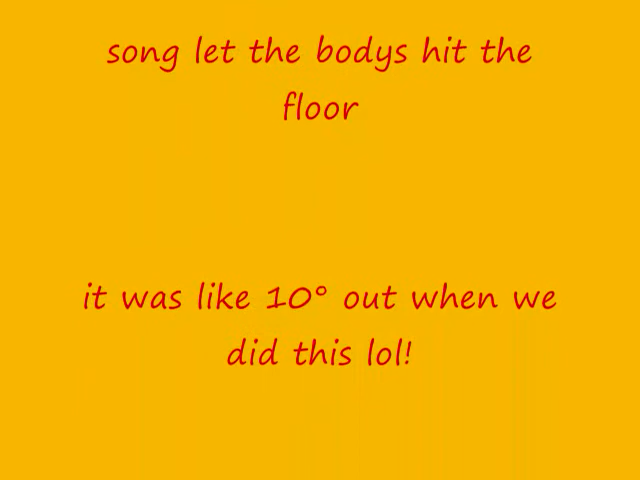 song let the bodys hit the
floor
it was like 10° out when we
did this lol!